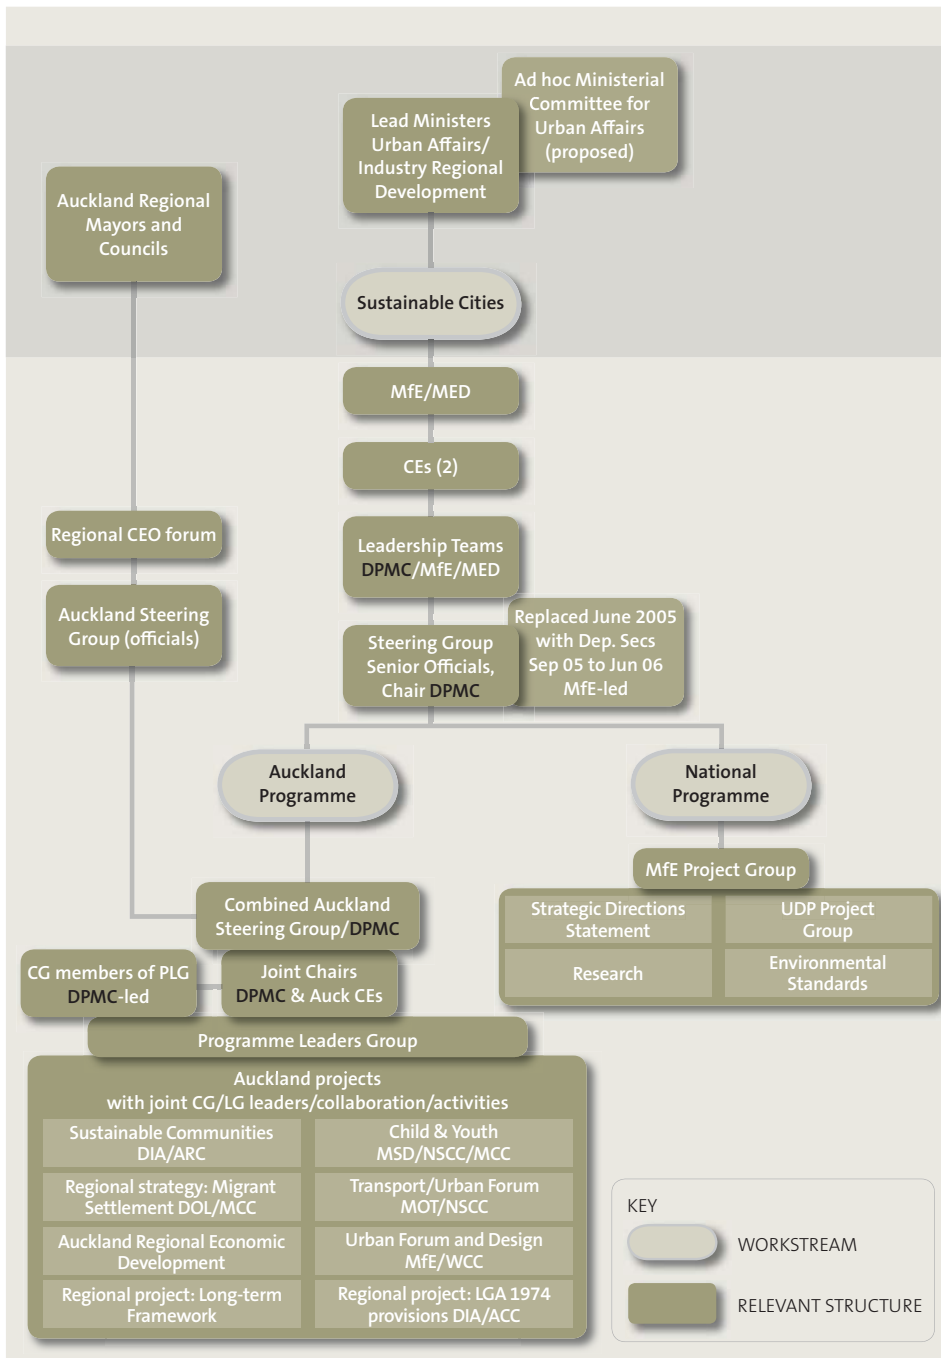 Ad hoc Ministerial
Committee for
Urban Affairs
(proposed)
Lead Ministers
Urban Affairs/
Industry Regional
Development
Auckland Regional
Mayors and
Councils
Sustainable Cities
MfE/MED
CEs (2)
Regional CEO forum
Leadership Teams
DPMC/MfE/MED
Auckland Steering
Group (officials)
Steering Group
Senior Officials,
Chair DPMC
Replaced June 2005
with Dep. Secs
Sep 05 to Jun 06
MfE-led
Auckland
Programme
National
Programme
MfE Project Group
Strategic Directions
Statement
UDP Project
Group
Research
Environmental
Standards
Combined Auckland
Steering Group/DPMC
CG members of PLG
DPMC-led
Joint Chairs
DPMC & Auck CEs
Programme Leaders Group
Auckland projects
with joint CG/LG leaders/collaboration/activities
Sustainable Communities
DIA/ARC
Child & Youth
MSD/NSCC/MCC
Regional strategy: Migrant
Settlement DOL/MCC
Transport/Urban Forum
MOT/NSCC
Auckland Regional Economic
Development
Urban Forum and Design
MfE/WCC
Regional project: Long-term
Framework
Regional project: LGA 1974
provisions DIA/ACC
KEY
WORKSTREAM
RELEVANT STRUCTURE